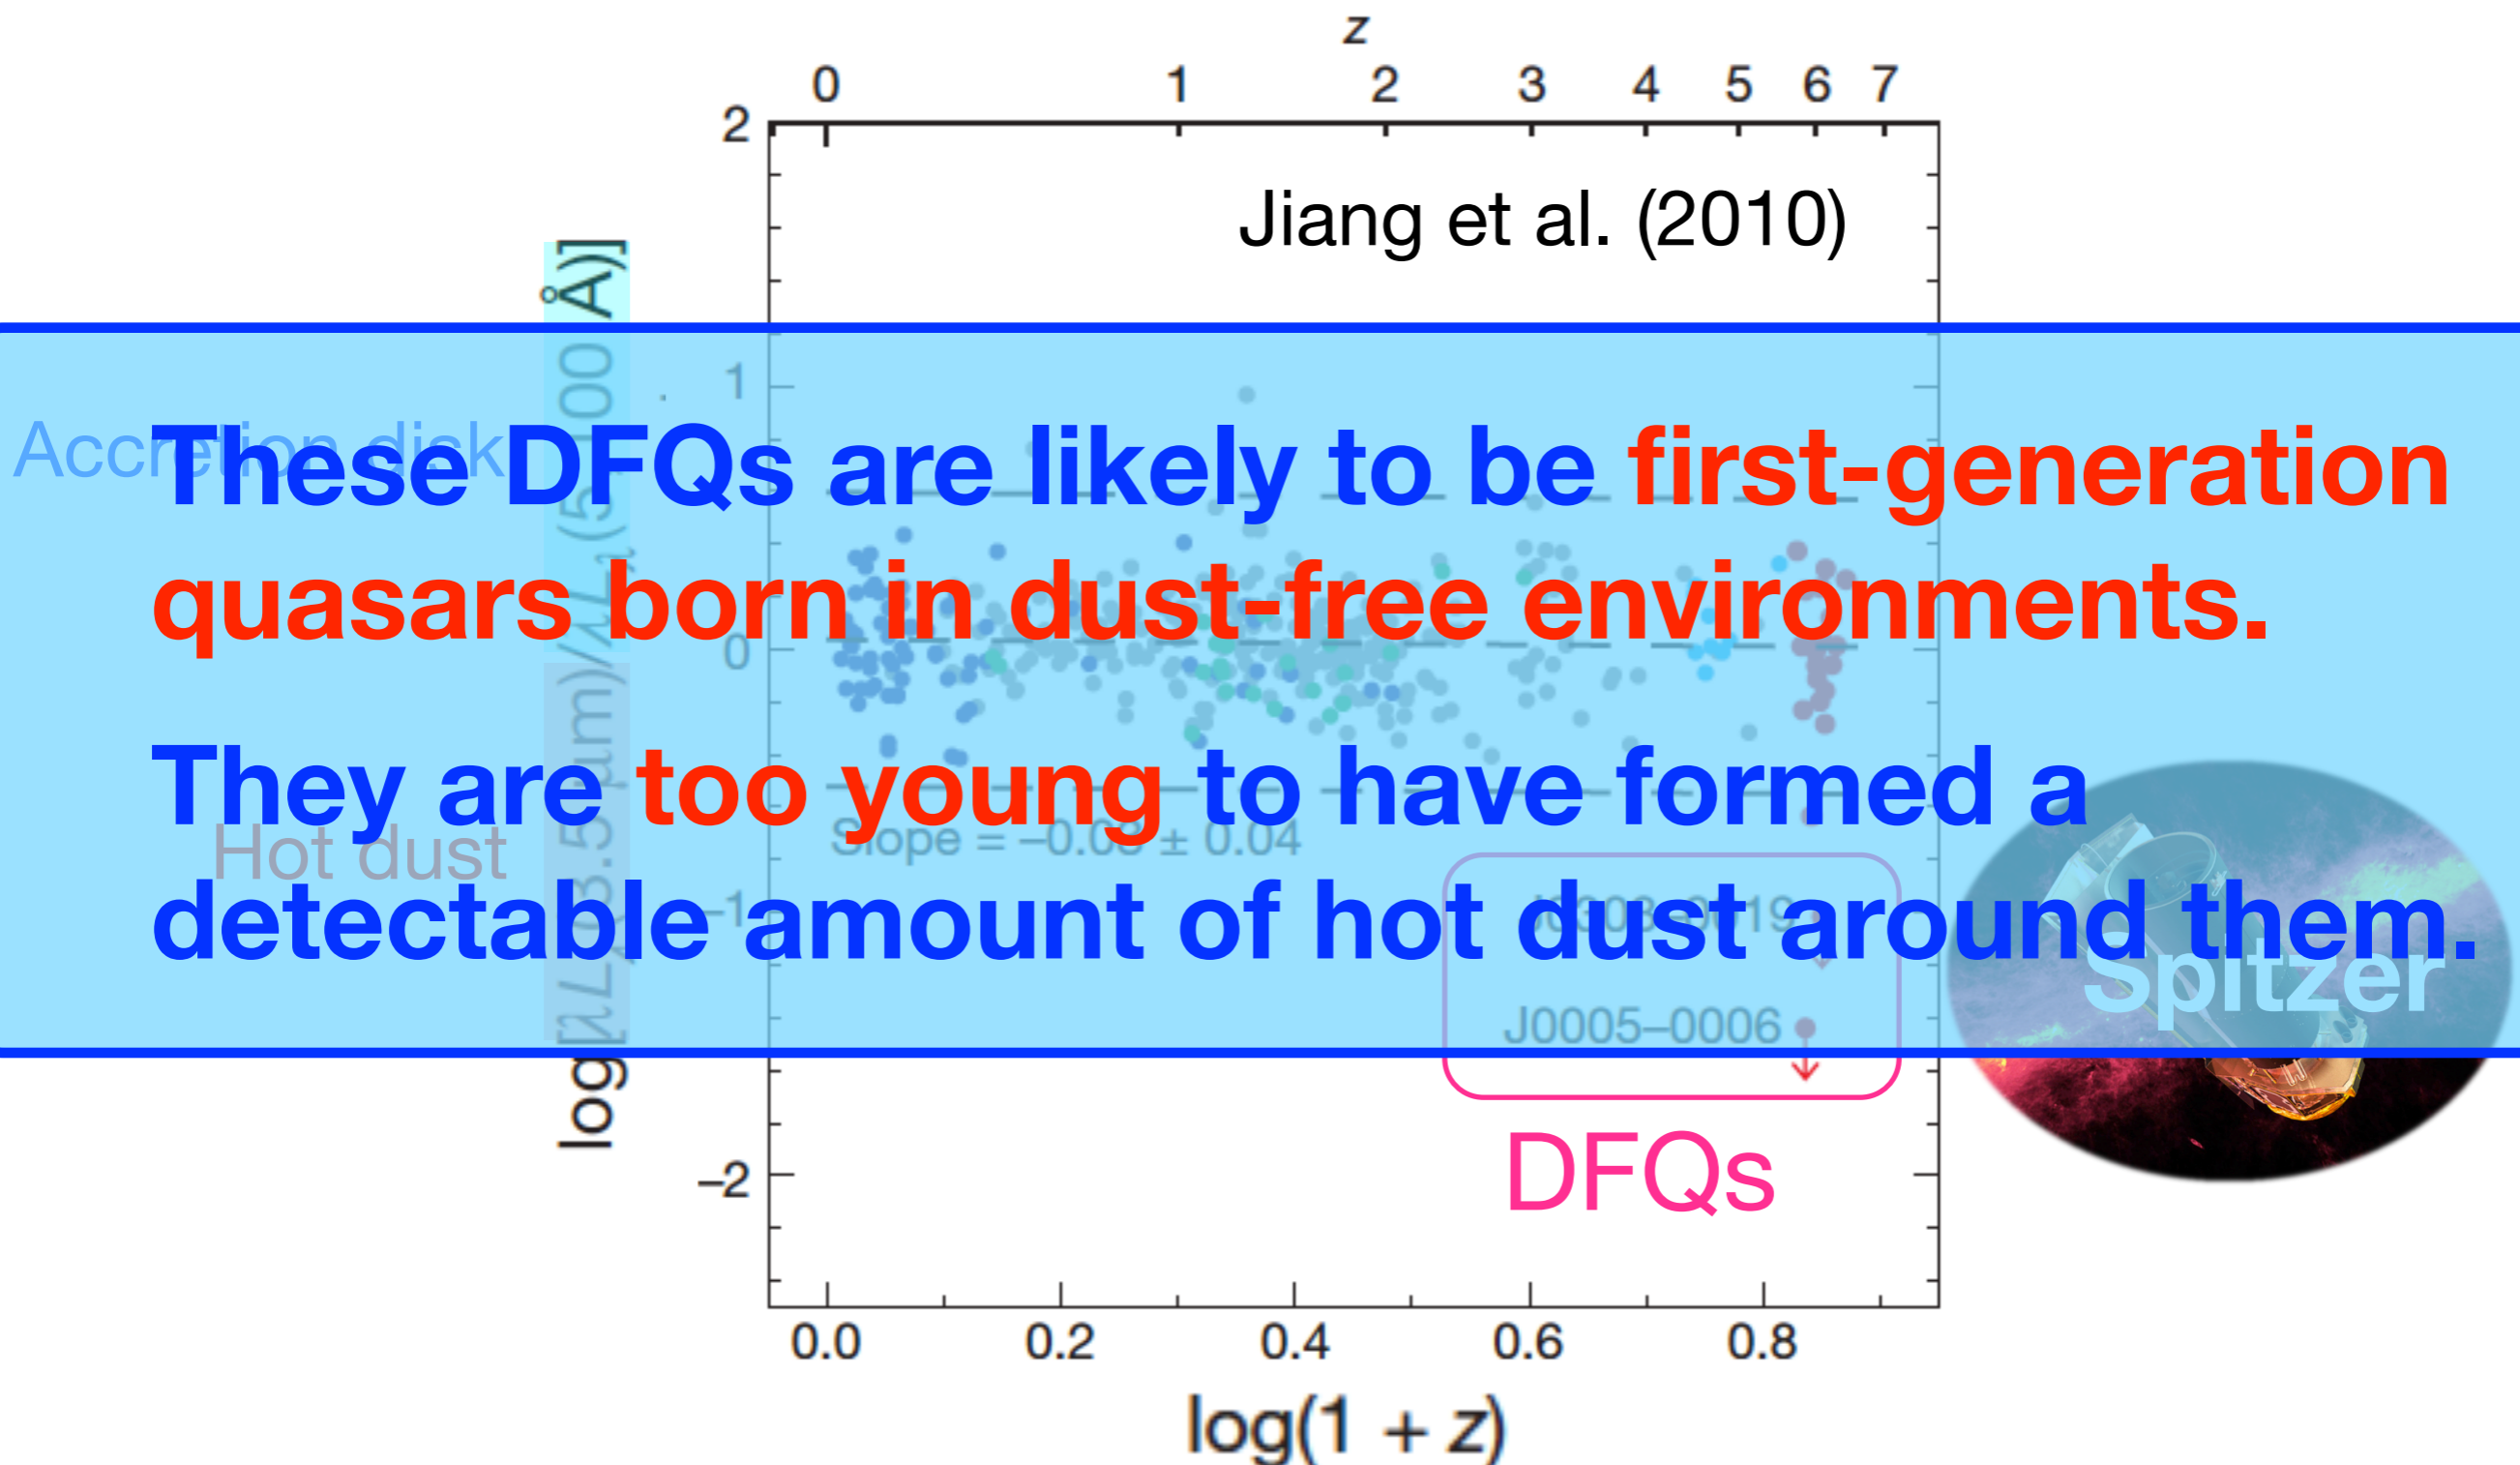 z
0 1 2 3 4 5 6 7
2
Jiang et al. (2010)
1
Accretion disk
These DFQs are likely to be first-generation
quasars born in dust-free environments.
0
They are too young to have formed a
Hot dust
± 0.04
detectable amount of hot dust around them.
–1
Spitzer
J0005–0006
DFQs
–2
0.0 0.2 0.4 0.6 0.8
log(1 + z)